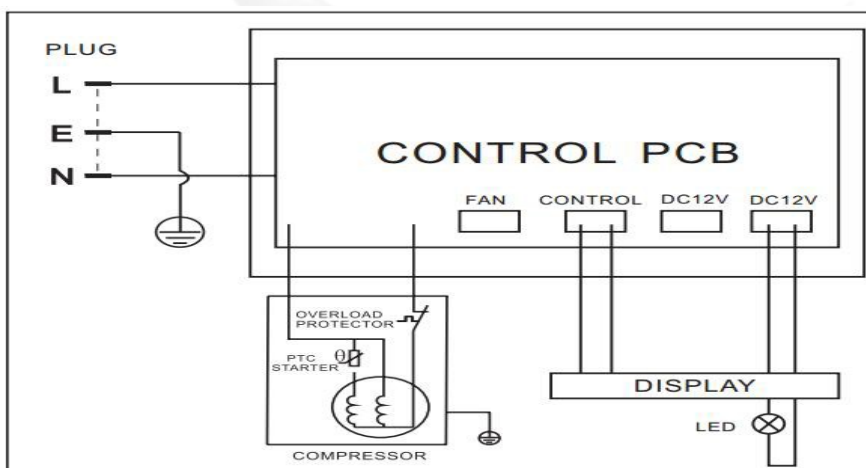 PLUG
L
E
N
CONTROL PCB
FAN CONTROL DC12V DC12V
OVERLOAD
PROTECTOR
θ
PTC
STARTER
COMPRESSOR
DISPLAY
LED